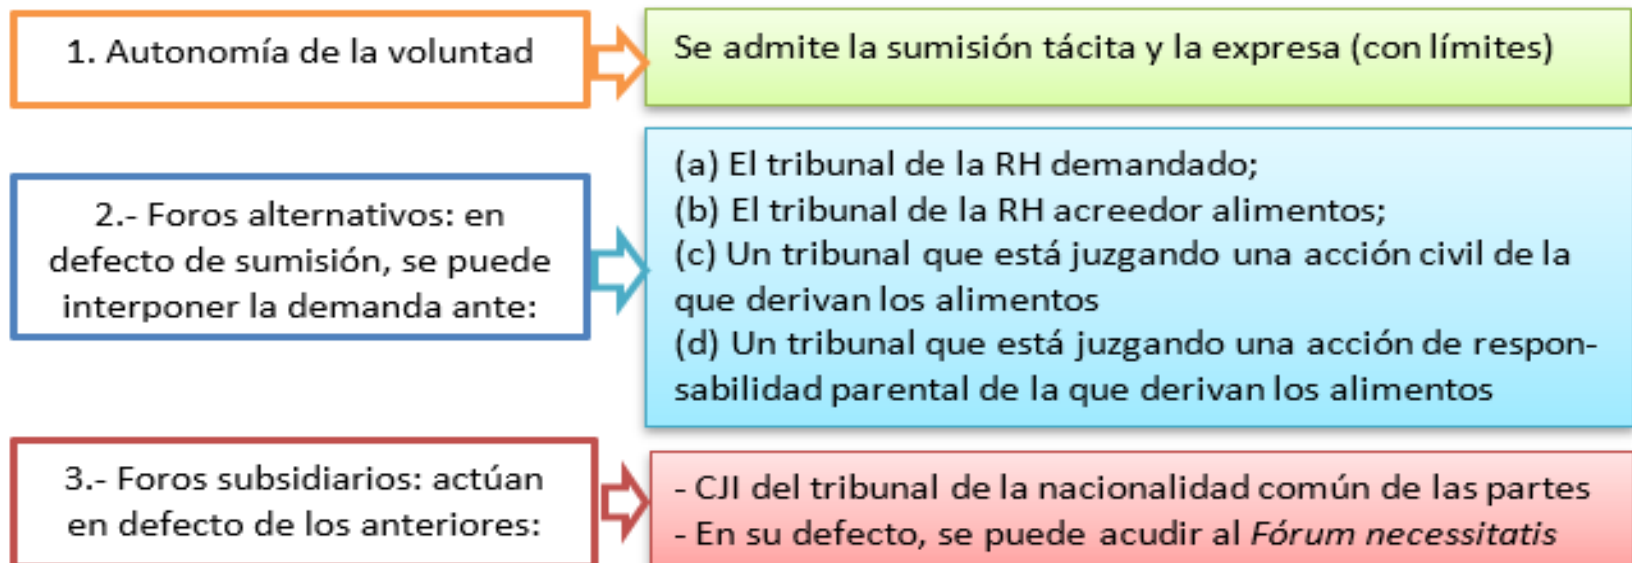 1. Autonomía de la voluntad
Se admite la sumisión tácita y la expresa (con límites)
2.- Foros alternativos: en
defecto de sumisión, se puede
interponer la demanda ante:
(a) El tribunal de la RH demandado;
(b) El tribunal de la RH acreedor alimentos;
(c) Un tribunal que está juzgando una acción civil de la
que derivan los alimentos
(d) Un tribunal que está juzgando una acción de respon-
sabilidad parental de la que derivan los alimentos
3.- Foros subsidiarios: actúan
en defecto de los anteriores:
- CJI del tribunal de la nacionalidad común de las partes
- En su defecto, se puede acudir al Fórum necessitatis